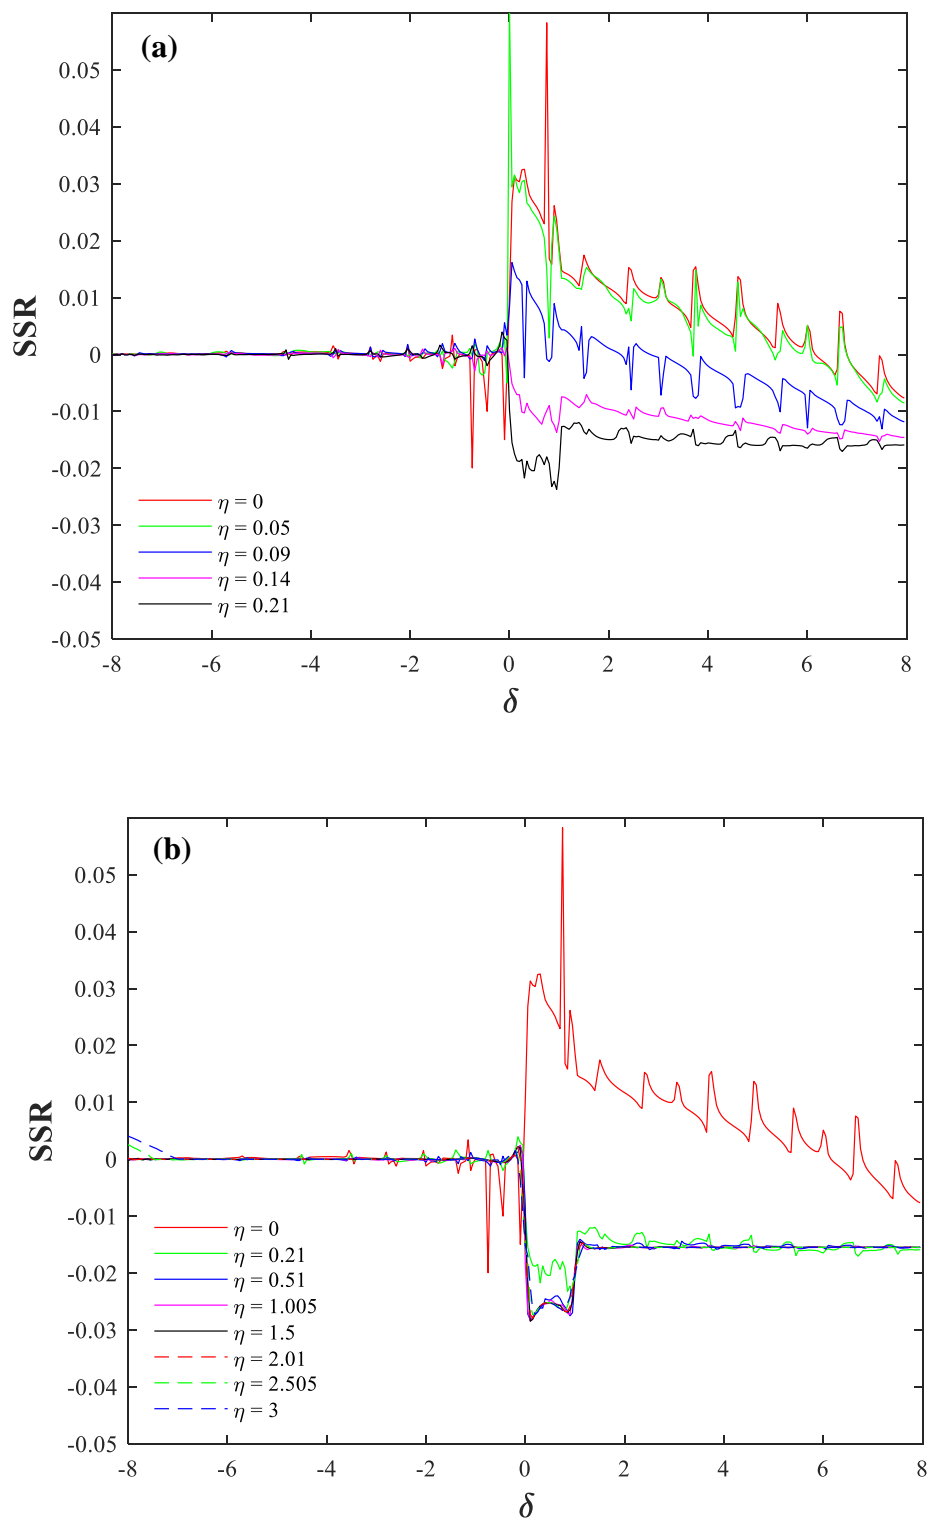 (a)
0.05
0.04
0.03
0.02
0.01
0
-0.01
-0.02
-0.03
-0.04
-0.05
SSR
η = 0
η = 0.05
η = 0.09
η = 0.14
η = 0.21
-8 -6 -4 -2 0 2 4 6 8
δ
(b)
0.05
0.04
0.03
0.02
0.01
0
-0.01
-0.02
-0.03
-0.04
-0.05
SSR
η = 0
η = 0.21
η = 0.51
η = 1.005
η = 1.5
η = 2.01
η = 2.505
η = 3
-8 -6 -4 -2 0 2 4 6 8
δ